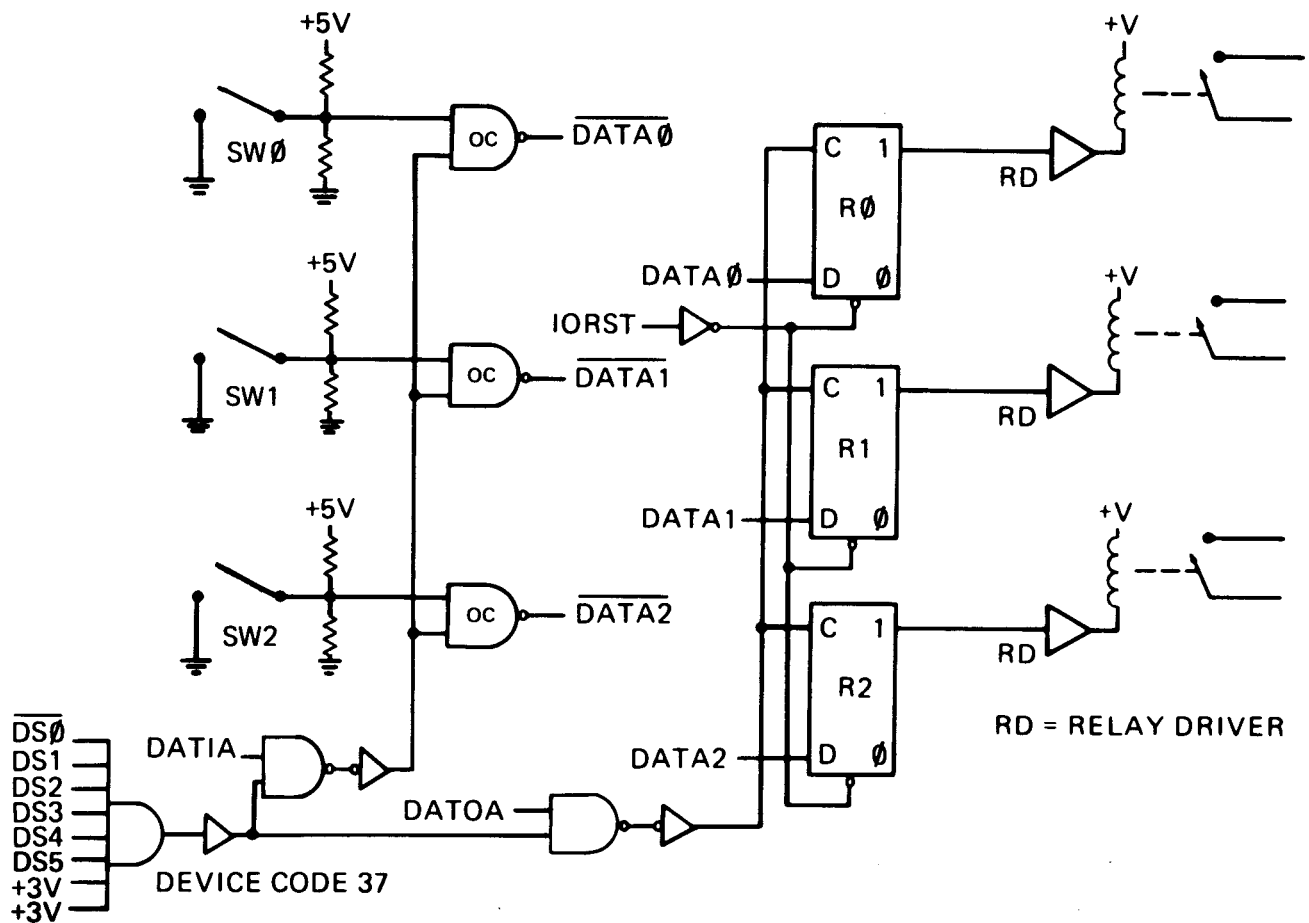 +5V
SWØ
OC
DATAØ
+5V
SW1
OC
DATA1
+5V
SW2
OC
DATA2
DSØ
DS1
DS2
DS3
DS4
DS5
+3V
+3V
DEVICE CODE 37
DATIA
DATOA
DATAØ
IORST
DATA1
DATA2
C 1
RØ
D Ø
C 1
R1
D Ø
C 1
R2
D Ø
RD
+V
RD
+V
RD
+V
RD = RELAY DRIVER